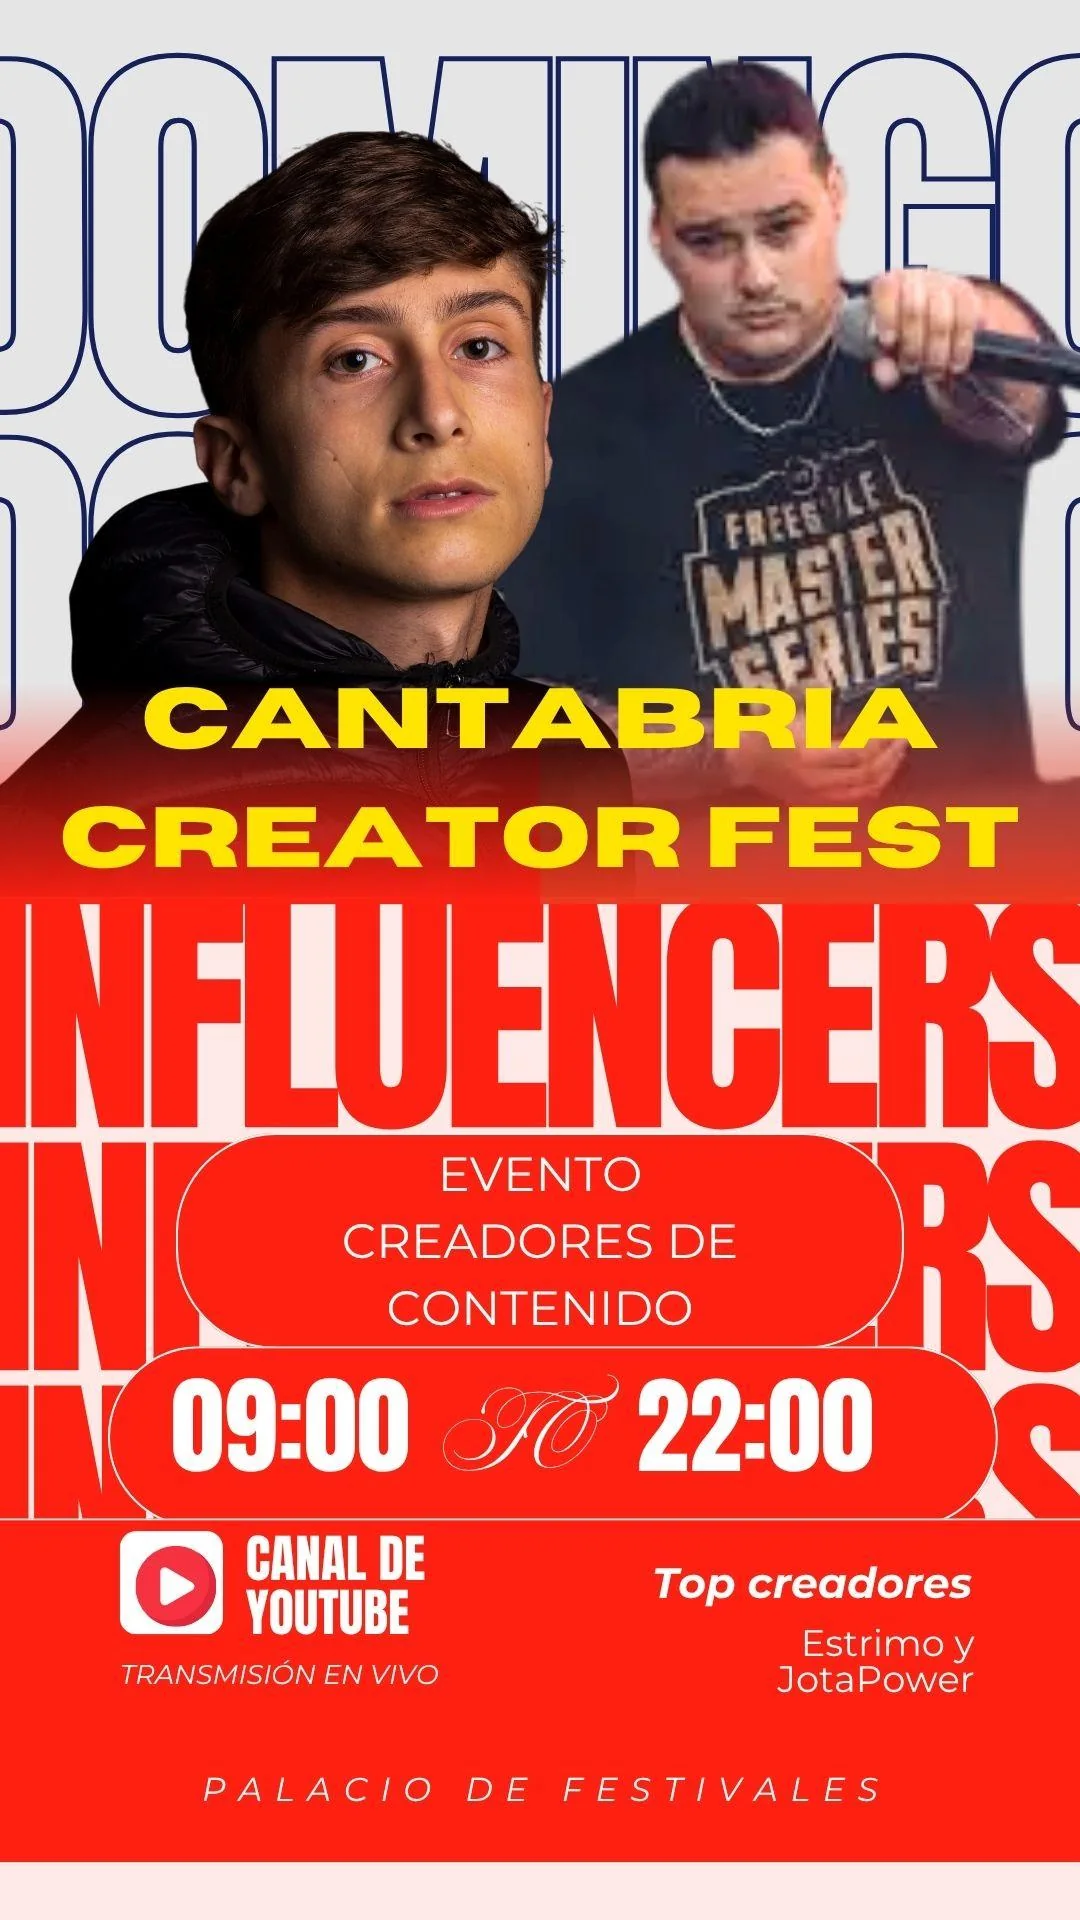 DOMINGO
FREESTYLE
MASTER
SERIES
CANTABRIA
CREATOR FEST
INFLUENCERS
EVENTO
CREADORES DE
CONTENIDO
09:00 TO 22:00
CANAL DE
YOUTUBE
TRANSMISIÓN EN VIVO
Top creadores
Estrimo y
JotaPower
PALACIO DE FESTIVALES